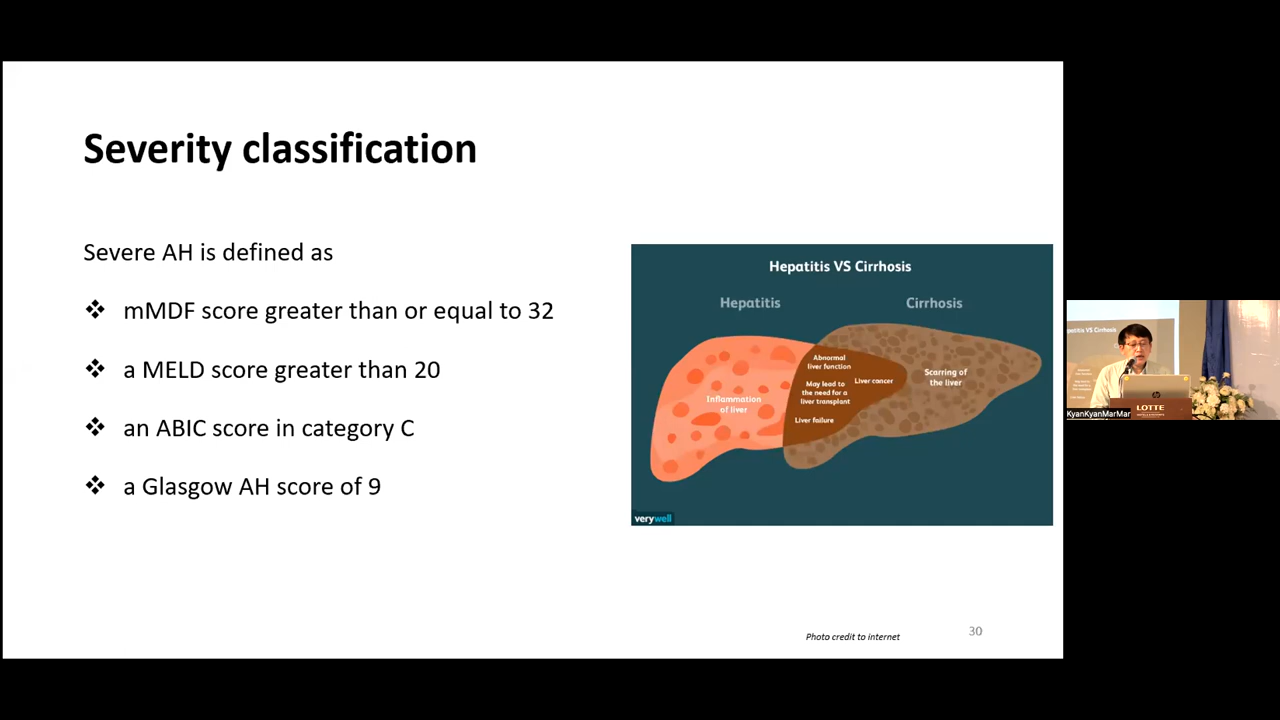 Severity classification
Severe AH is defined as
❖ mMDF score greater than or equal to 32
❖ a MELD score greater than 20
❖ an ABIC score in category C
❖ a Glasgow AH score of 9
Hepatitis VS Cirrhosis
Hepatitis
Cirrhosis
Inflammation
of liver
Abnormal
liver function
Liver cancer
May lead to
the need for a
liver transplant
Liver failure
Scarring of
the liver
verywell
Photo credit to internet
30
epatitis VS Cirrhosis
LOTTE
KyanKyanMarMar